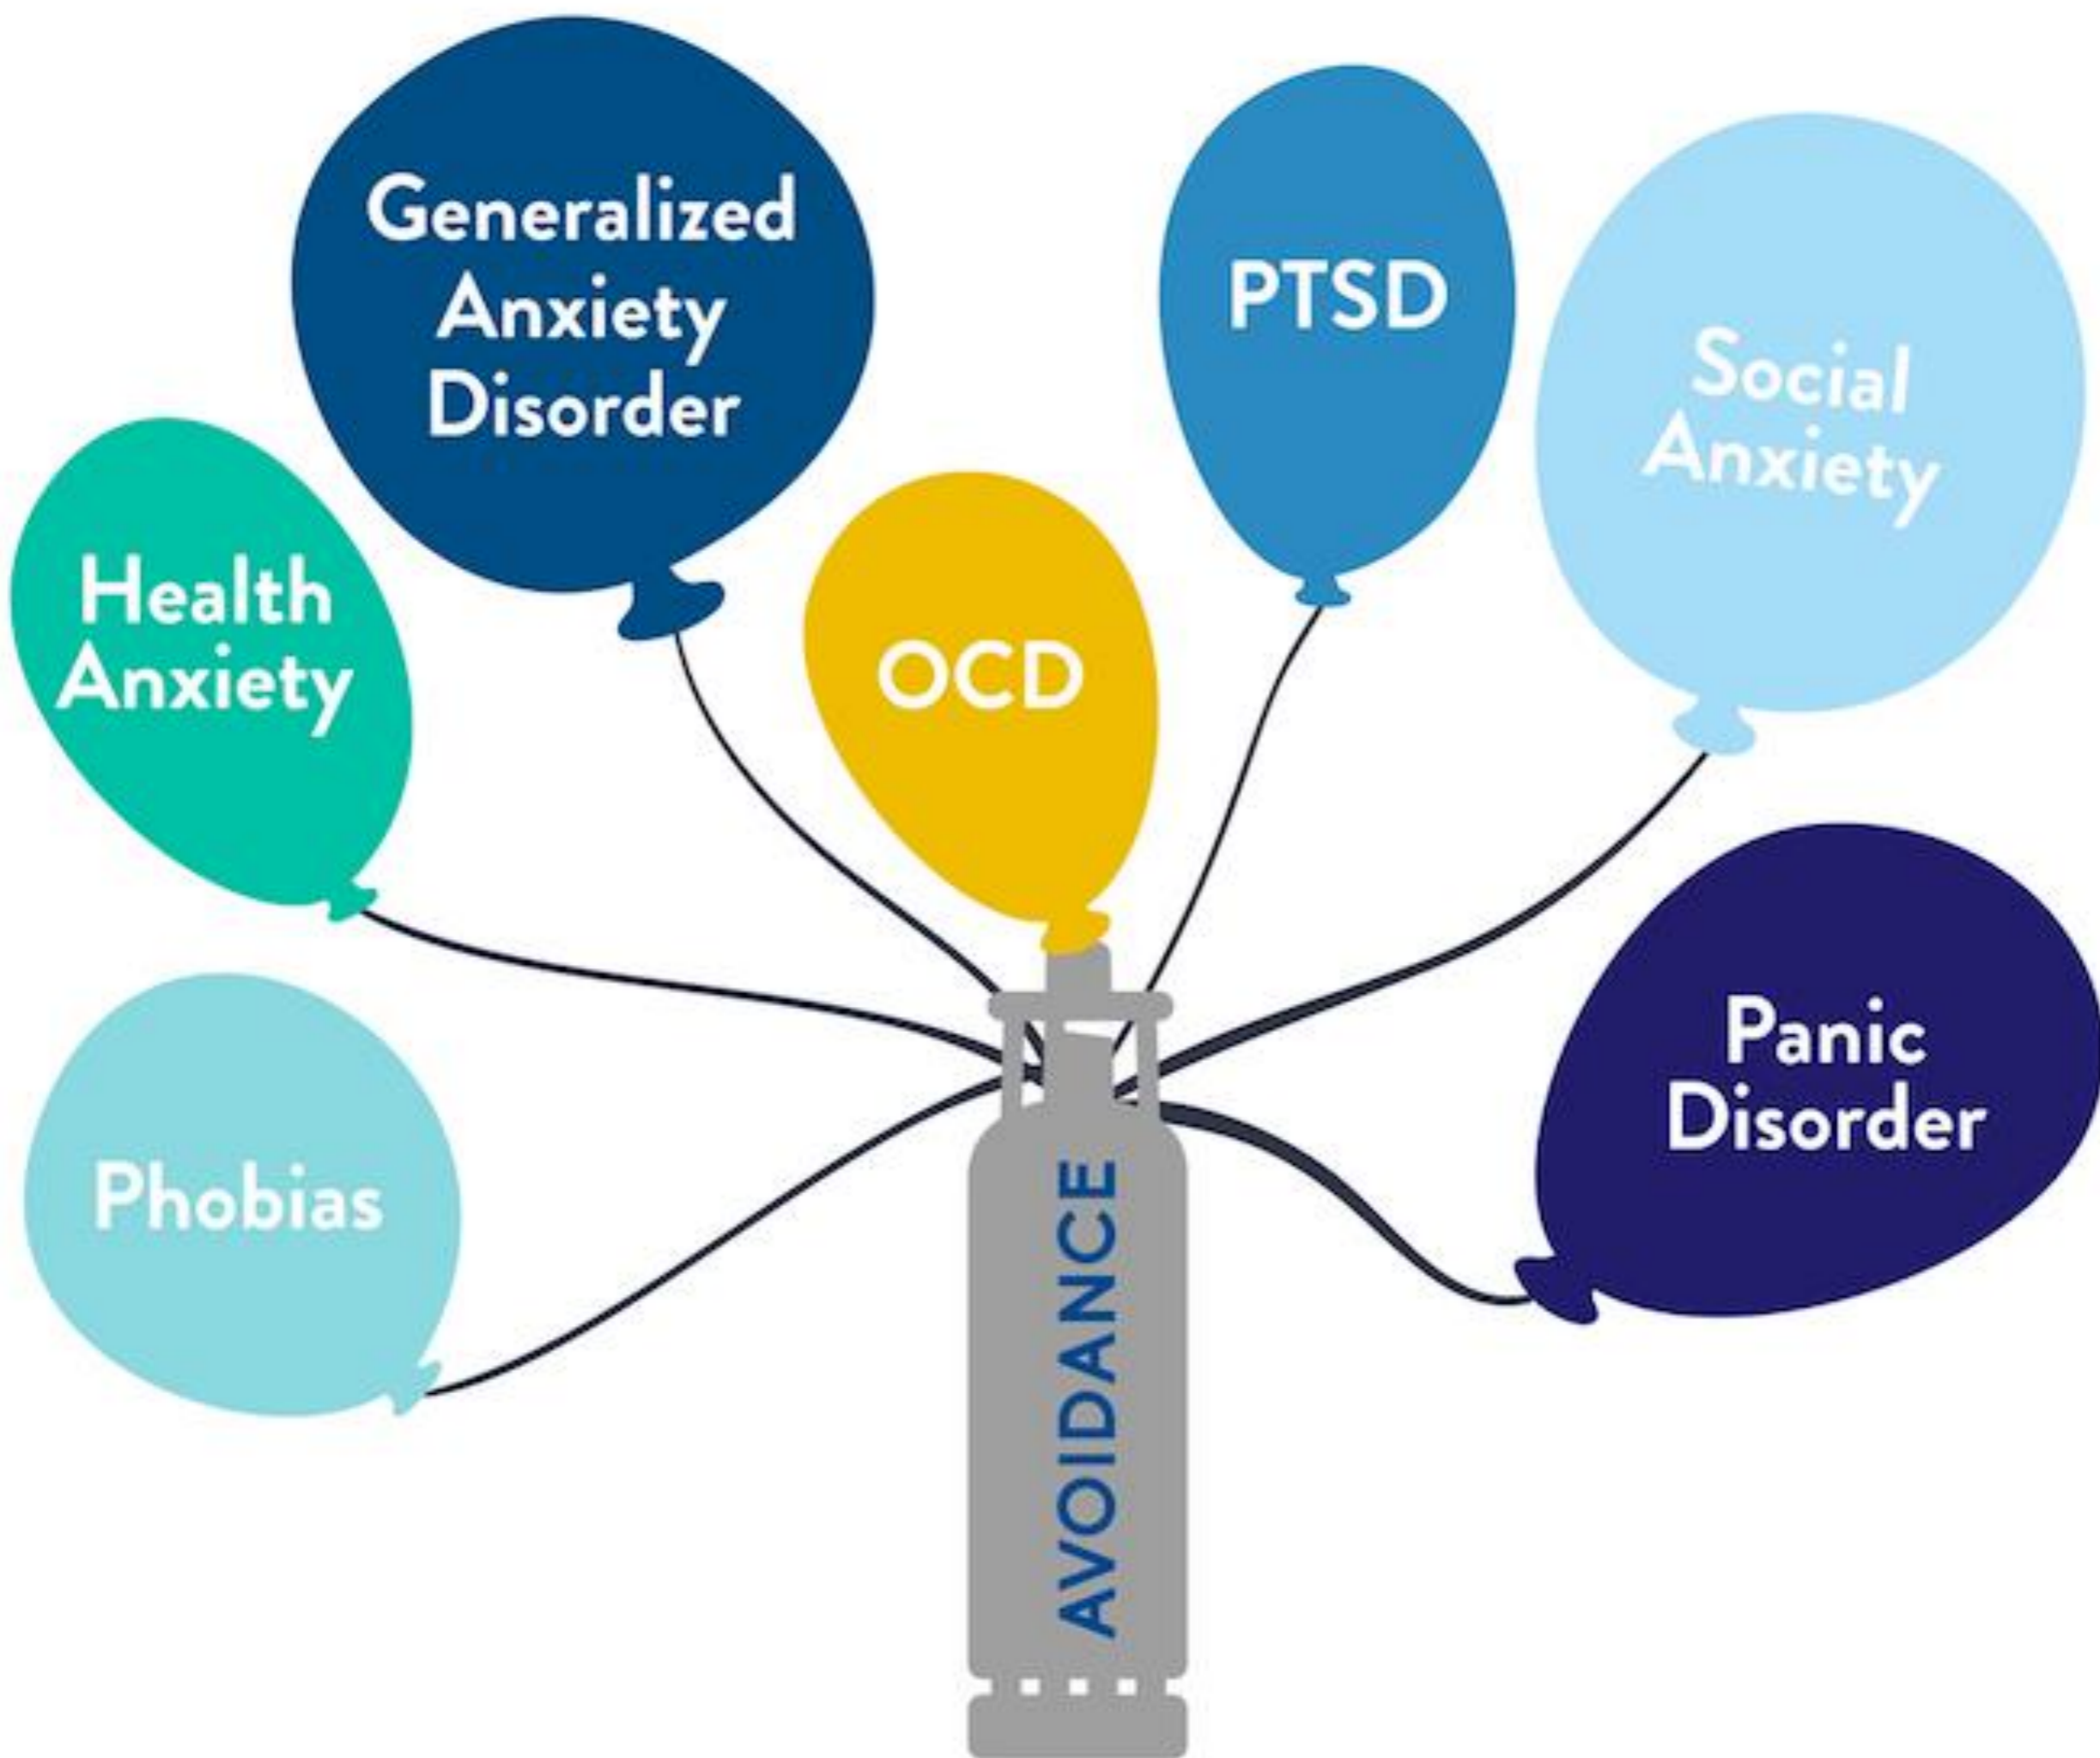 Generalized
Anxiety
Disorder
PTSD
Social
Anxiety
Health
Anxiety
OCD
Panic
Disorder
Phobias
AVOIDANCE